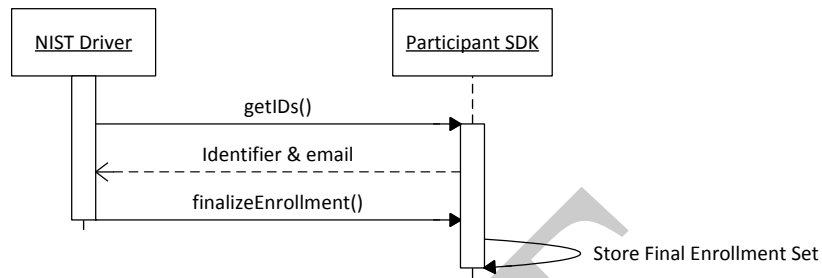 NIST Driver
Participant SDK
getIDs()
Identifier & email
finalizeEnrollment()
Store Final Enrollment Set